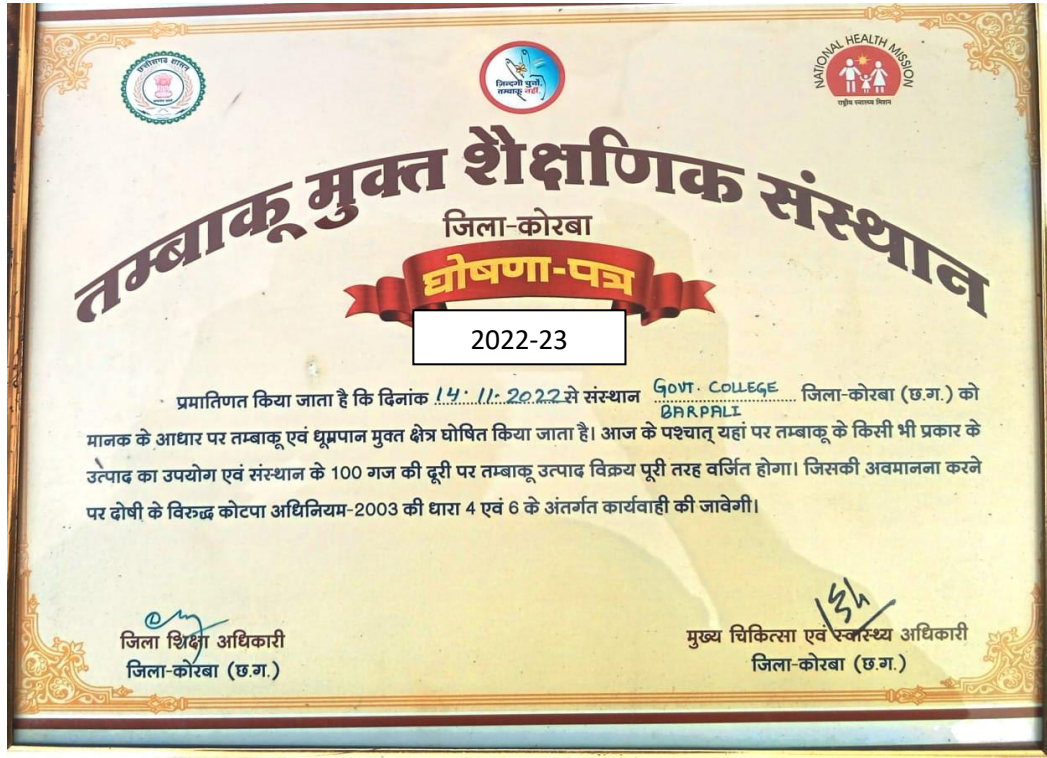 छत्तीसगढ़ शासन
ज़िन्दगी चुनो,
तम्बाकू नहीं.
NATIONAL HEALTH MISSION
राष्ट्रीय स्वास्थ्य मिशन
तम्बाकू मुक्त शैक्षणिक संस्थान
जिला-कोरबा
घोषणा-पत्र
2022-23
प्रमातिणत किया जाता है कि दिनांक 14.11.2022 से संस्थान GOVT. COLLEGE BARPALI जिला-कोरबा (छ.ग.) को
मानक के आधार पर तम्बाकू एवं धूम्रपान मुक्त क्षेत्र घोषित किया जाता है। आज के पश्चात् यहां पर तम्बाकू के किसी भी प्रकार के
उत्पाद का उपयोग एवं संस्थान के 100 गज की दूरी पर तम्बाकू उत्पाद विक्रय पूरी तरह वर्जित होगा। जिसकी अवमानना करने
पर दोषी के विरुद्ध कोटपा अधिनियम-2003 की धारा 4 एवं 6 के अंतर्गत कार्यवाही की जावेगी।
जिला शिक्षा अधिकारी
जिला-कोरबा (छ.ग.)
मुख्य चिकित्सा एवं स्वास्थ्य अधिकारी
जिला-कोरबा (छ.ग.)